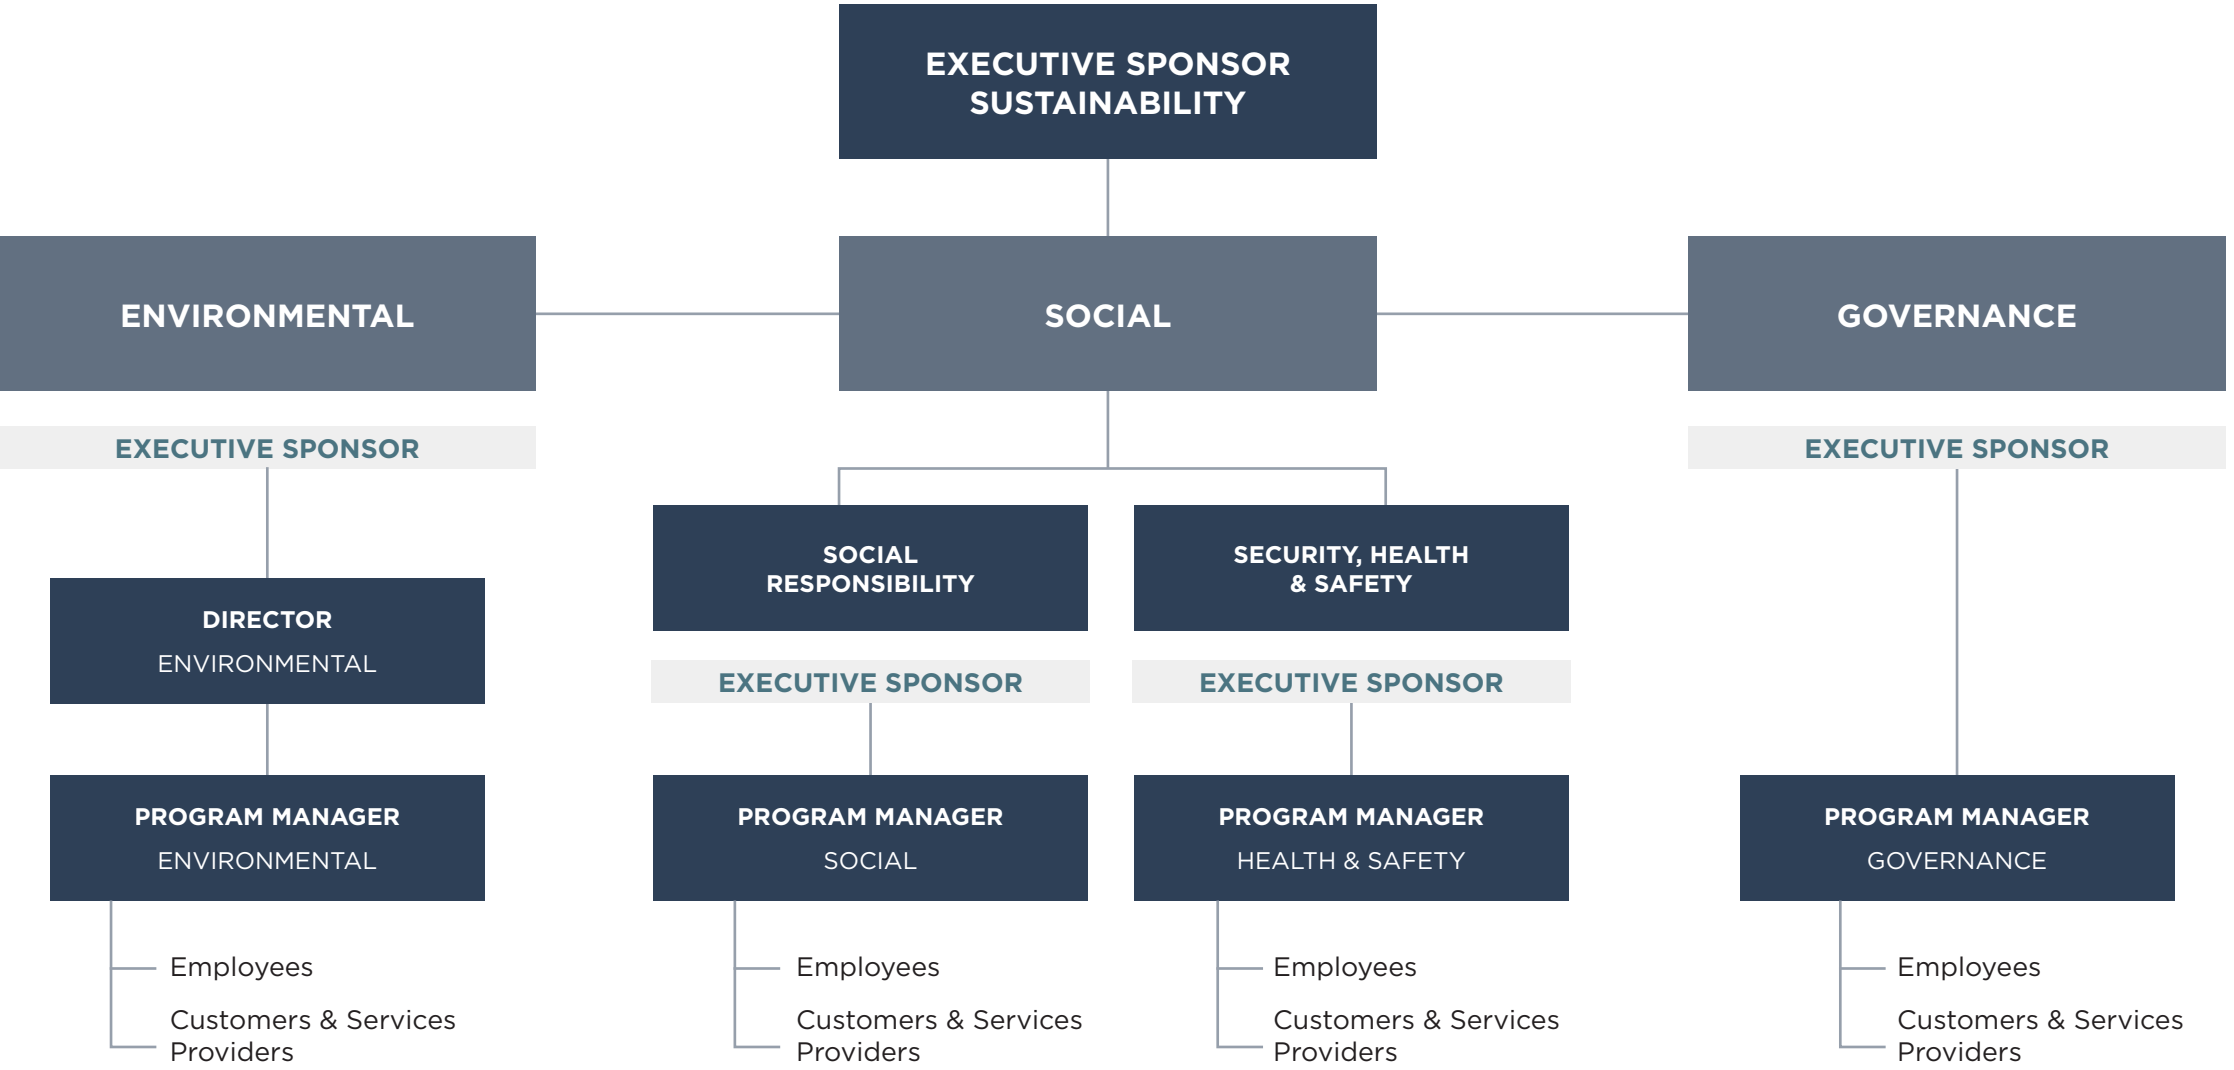 EXECUTIVE SPONSOR
SUSTAINABILITY
ENVIRONMENTAL
SOCIAL
GOVERNANCE
EXECUTIVE SPONSOR
EXECUTIVE SPONSOR
SOCIAL
RESPONSIBILITY
SECURITY, HEALTH
& SAFETY
DIRECTOR
ENVIRONMENTAL
EXECUTIVE SPONSOR
EXECUTIVE SPONSOR
PROGRAM MANAGER
ENVIRONMENTAL
PROGRAM MANAGER
SOCIAL
PROGRAM MANAGER
HEALTH & SAFETY
PROGRAM MANAGER
GOVERNANCE
Employees
Customers & Services
Providers
Employees
Customers & Services
Providers
Employees
Customers & Services
Providers
Employees
Customers & Services
Providers